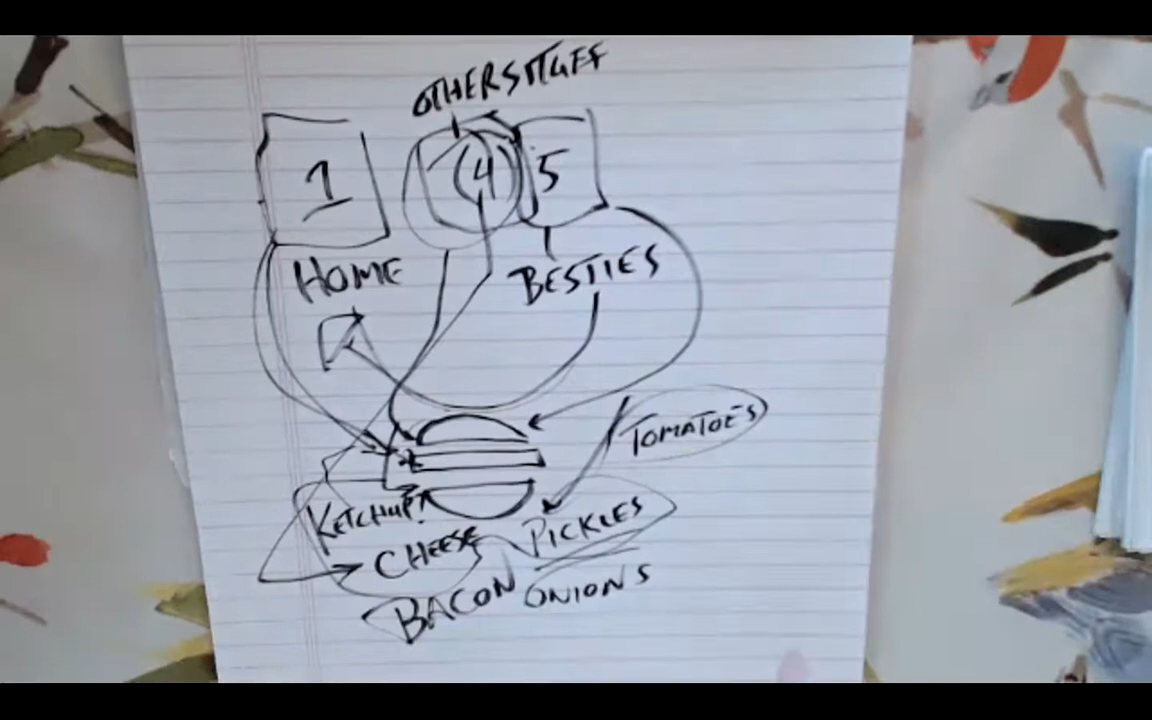 OTHERSTUFF
1 4 5
HOME
BESTIES
TOMATOES
KETCHUP?
PICKLES
CHEESE
BACON
ONIONS